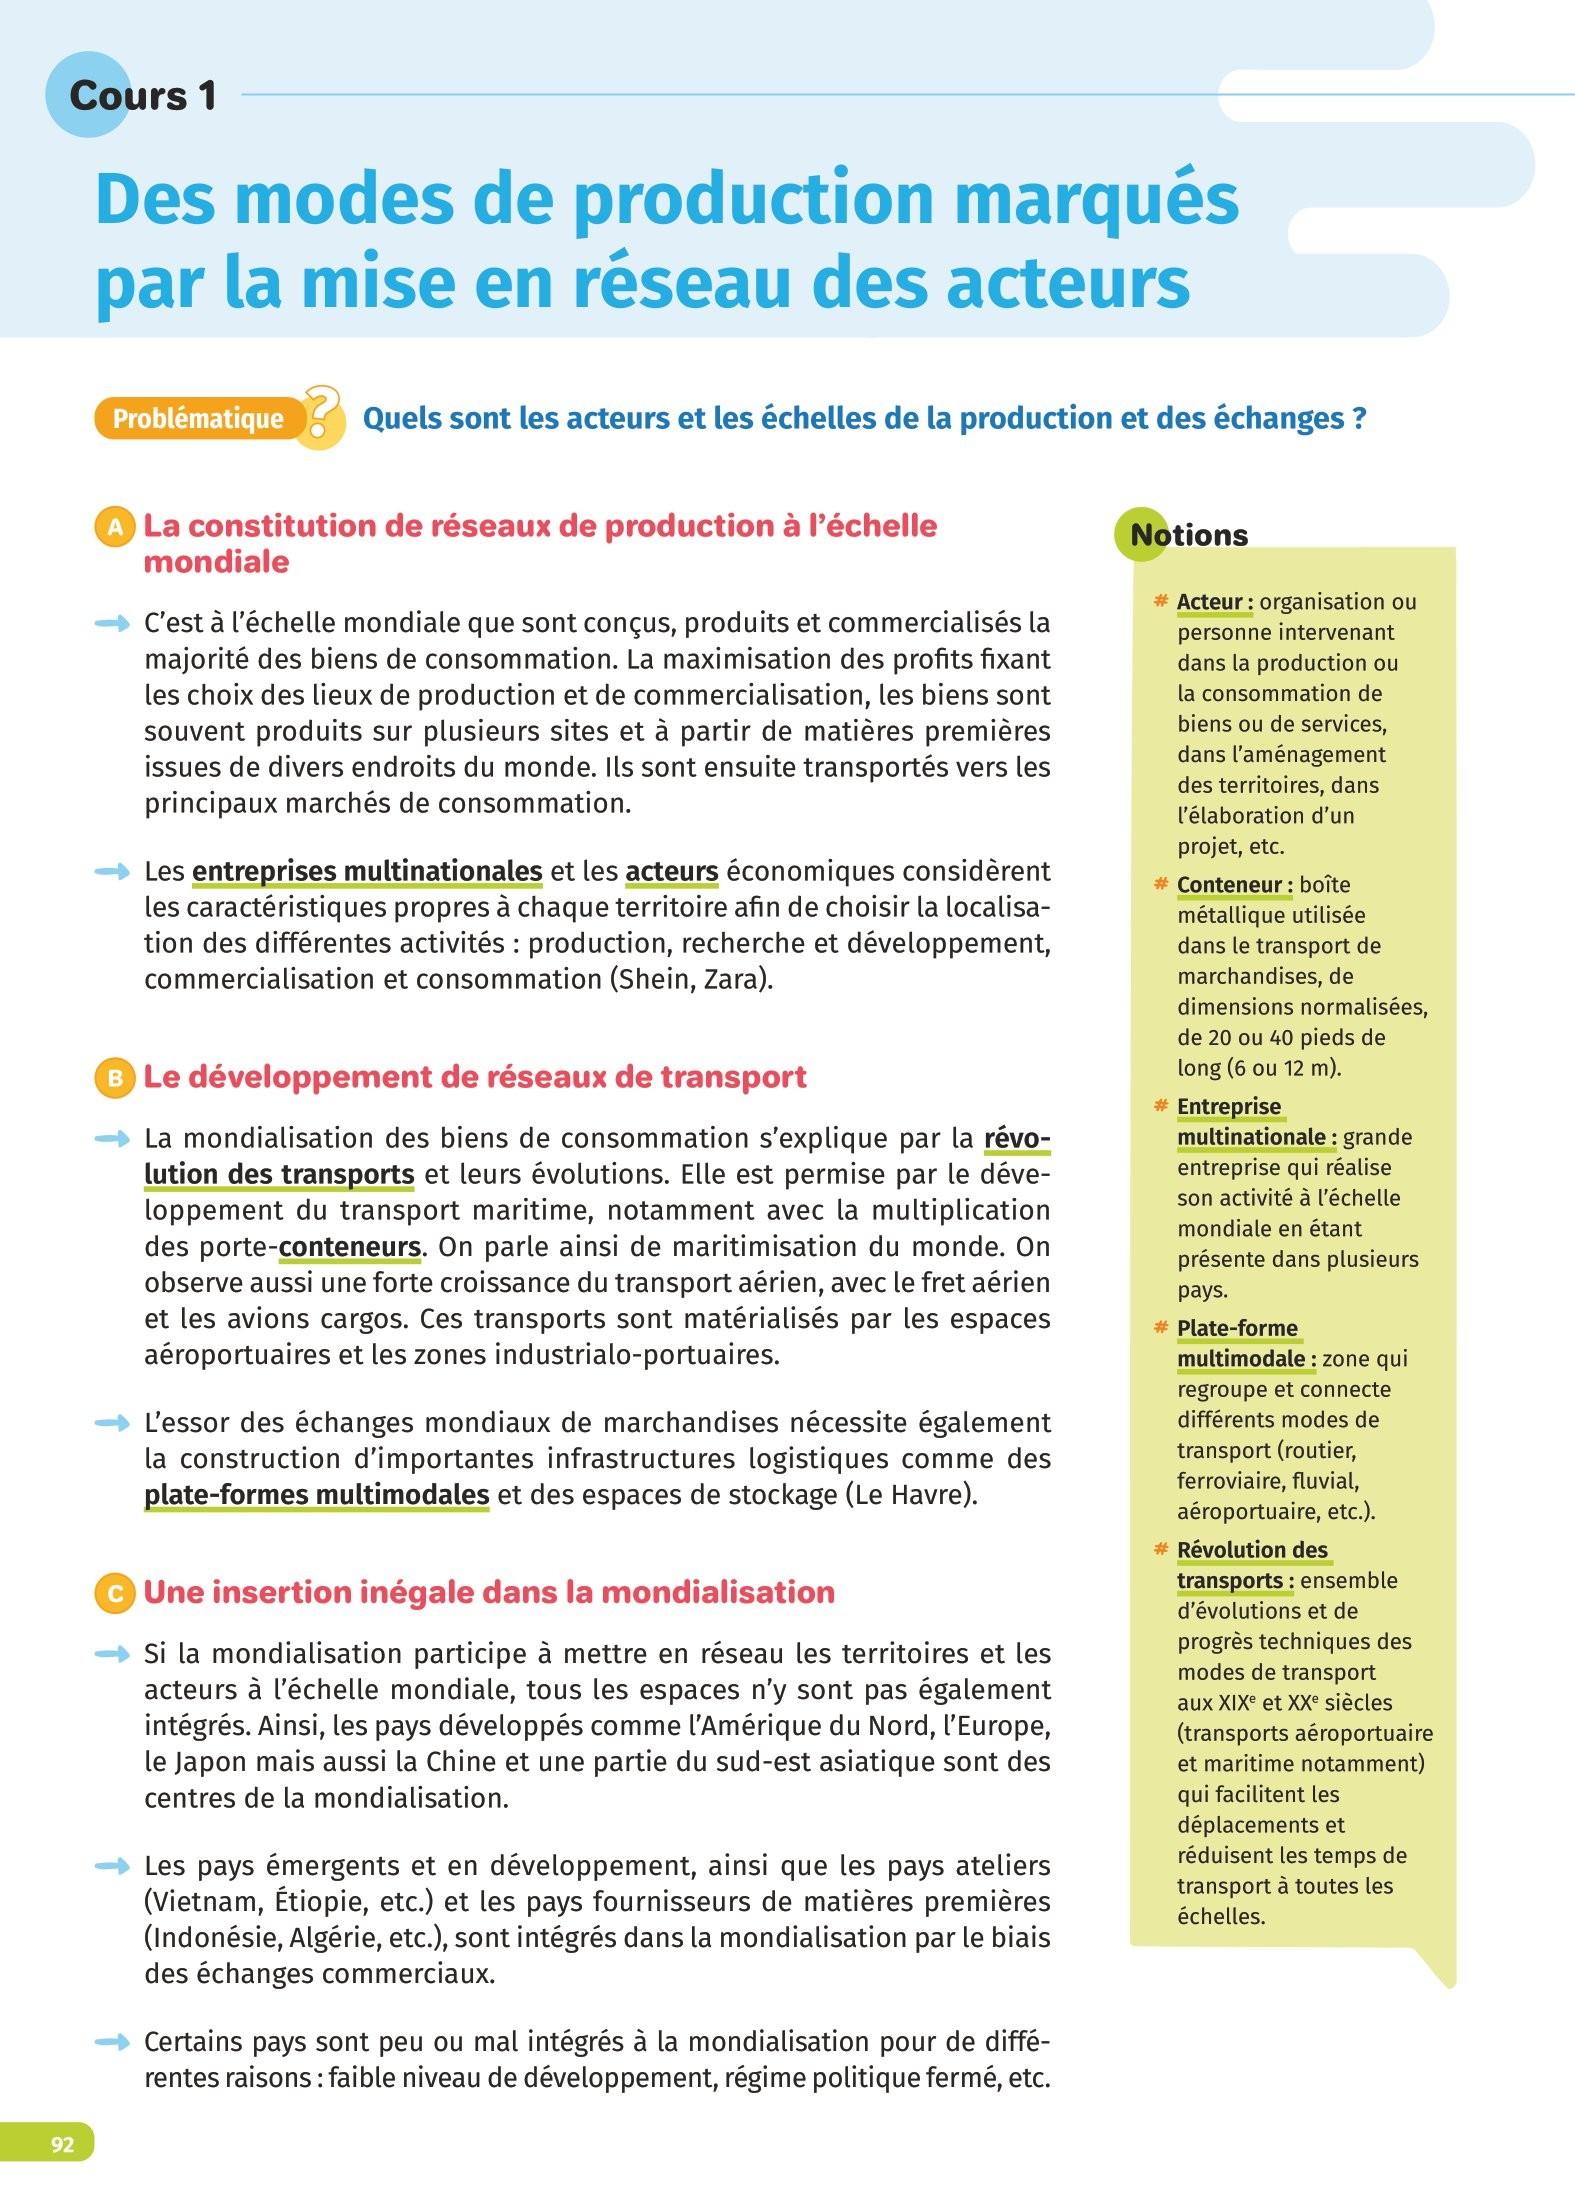 Cours 1
Des modes de production marqués
par la mise en réseau des acteurs
Problématique ?
Quels sont les acteurs et les échelles de la production et des échanges ?
A La constitution de réseaux de production à l’échelle
mondiale
C’est à l’échelle mondiale que sont conçus, produits et commercialisés la
majorité des biens de consommation. La maximisation des profits fixant
les choix des lieux de production et de commercialisation, les biens sont
souvent produits sur plusieurs sites et à partir de matières premières
issues de divers endroits du monde. Ils sont ensuite transportés vers les
principaux marchés de consommation.
Les entreprises multinationales et les acteurs économiques considèrent
les caractéristiques propres à chaque territoire afin de choisir la localisa-
tion des différentes activités : production, recherche et développement,
commercialisation et consommation (Shein, Zara).
B Le développement de réseaux de transport
La mondialisation des biens de consommation s’explique par la révo-
lution des transports et leurs évolutions. Elle est permise par le déve-
loppement du transport maritime, notamment avec la multiplication
des porte-conteneurs. On parle ainsi de maritimisation du monde. On
observe aussi une forte croissance du transport aérien, avec le fret aérien
et les avions cargos. Ces transports sont matérialisés par les espaces
aéroportuaires et les zones industrialo-portuaires.
L’essor des échanges mondiaux de marchandises nécessite également
la construction d’importantes infrastructures logistiques comme des
plate-formes multimodales et des espaces de stockage (Le Havre).
C Une insertion inégale dans la mondialisation
Si la mondialisation participe à mettre en réseau les territoires et les
acteurs à l’échelle mondiale, tous les espaces n’y sont pas également
intégrés. Ainsi, les pays développés comme l’Amérique du Nord, l’Europe,
le Japon mais aussi la Chine et une partie du sud-est asiatique sont des
centres de la mondialisation.
Les pays émergents et en développement, ainsi que les pays ateliers
(Vietnam, Étiopie, etc.) et les pays fournisseurs de matières premières
(Indonésie, Algérie, etc.), sont intégrés dans la mondialisation par le biais
des échanges commerciaux.
Certains pays sont peu ou mal intégrés à la mondialisation pour de diffé-
rentes raisons : faible niveau de développement, régime politique fermé, etc.
Notions
# Acteur : organisation ou
personne intervenant
dans la production ou
la consommation de
biens ou de services,
dans l’aménagement
des territoires, dans
l’élaboration d’un
projet, etc.
# Conteneur : boîte
métallique utilisée
dans le transport de
marchandises, de
dimensions normalisées,
de 20 ou 40 pieds de
long (6 ou 12 m).
# Entreprise
multinationale : grande
entreprise qui réalise
son activité à l’échelle
mondiale en étant
présente dans plusieurs
pays.
# Plate-forme
multimodale : zone qui
regroupe et connecte
différents modes de
transport (routier,
ferroviaire, fluvial,
aéroportuaire, etc.).
# Révolution des
transports : ensemble
d’évolutions et de
progrès techniques des
modes de transport
aux XIXe et XXe siècles
(transports aéroportuaire
et maritime notamment)
qui facilitent les
déplacements et
réduisent les temps de
transport à toutes les
échelles.
92